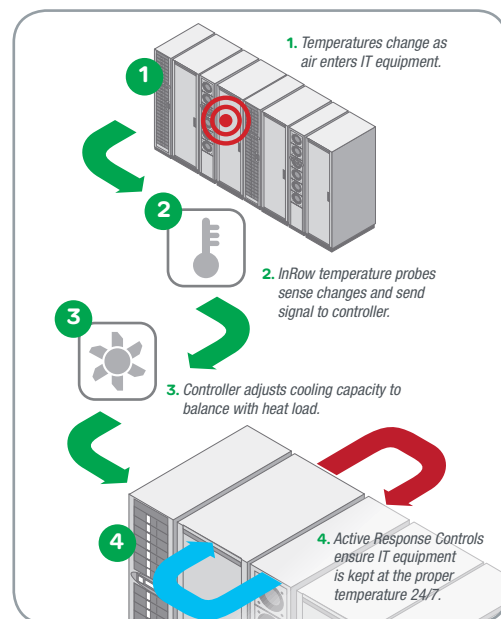 1
1. Temperatures change as
air enters IT equipment.
2
2. InRow temperature probes
sense changes and send
signal to controller.
3
3. Controller adjusts cooling capacity to
balance with heat load.
4
4. Active Response Controls
ensure IT equipment
is kept at the proper
temperature 24/7.